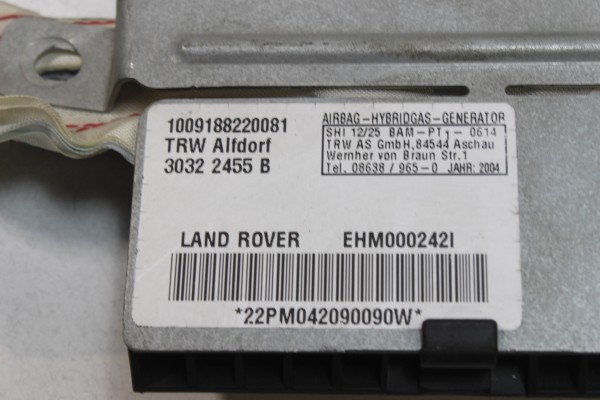 1009188220081
TRW Alfdorf
3032 2455 B
AIRBAG-HYBRIDGAS-GENERATOR
SHI 12/25 BAM-PT1-0614
TRW AS GmbH,84544 Aschau
Wernher von Braun Str.1
Tel. 08638/965-0 JAHR: 2004
LAND ROVER EHM000242I
*22PM042090090W*